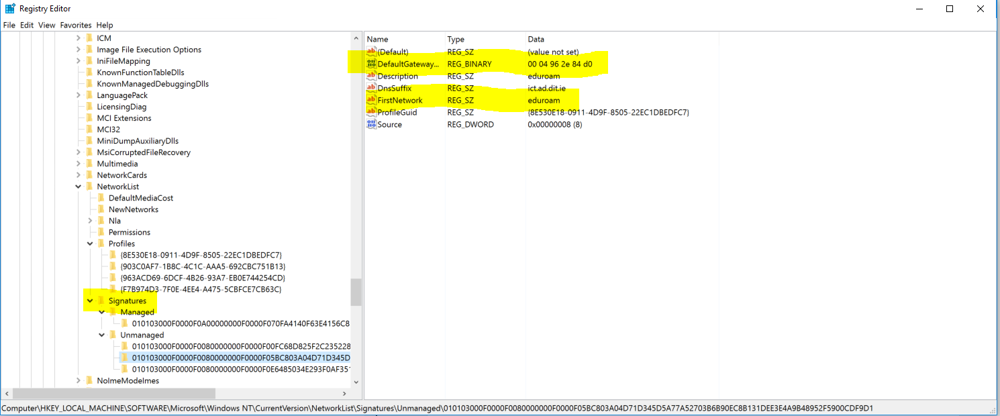 Registry Editor
File Edit View Favorites Help
ICM
Image File Execution Options
IniFileMapping
KnownFunctionTableDlls
KnownManagedDebuggingDlls
LanguagePack
LicensingDiag
MCI Extensions
MCI32
MiniDumpAuxiliaryDlls
MsiCorruptedFileRecovery
Multimedia
NetworkCards
NetworkList
DefaultMediaCost
NewNetworks
Nla
Permissions
Profiles
{8E530E18-0911-4D9F-8505-22EC1DBEDFC7}
{903C0AF7-1B8C-4C1C-AAA5-692CBC751B13}
{963ACD69-6DCF-4B26-93A7-EB0E744254CD}
{F7B974D3-7F0E-4EE4-A475-5CBFCE7CB63C}
Signatures
Managed
010103000F0000F0A00000000F0000F070FA4140F63E4156C8
Unmanaged
010103000F0000F0080000000F0000F00FC68D825F2C235228
010103000F0000F0080000000F0000F05BC803A04D71D345D
010103000F0000F0080000000F0000F0E6485034E293F0AF351
NoImeModeImes
Name Type Data
(Default) REG_SZ (value not set)
DefaultGateway... REG_BINARY 00 04 96 2e 84 d0
Description REG_SZ eduroam
DnsSuffix REG_SZ ict.ad.dit.ie
FirstNetwork REG_SZ eduroam
ProfileGuid REG_SZ {8E530E18-0911-4D9F-8505-22EC1DBEDFC7}
Source REG_DWORD 0x00000008 (8)
Computer\HKEY_LOCAL_MACHINE\SOFTWARE\Microsoft\Windows NT\CurrentVersion\NetworkList\Signatures\Unmanaged\010103000F0000F0080000000F0000F05BC803A04D71D345D5A77A52703B6B90EC8B131DEE3E4A9B48952F5900CDF9D1